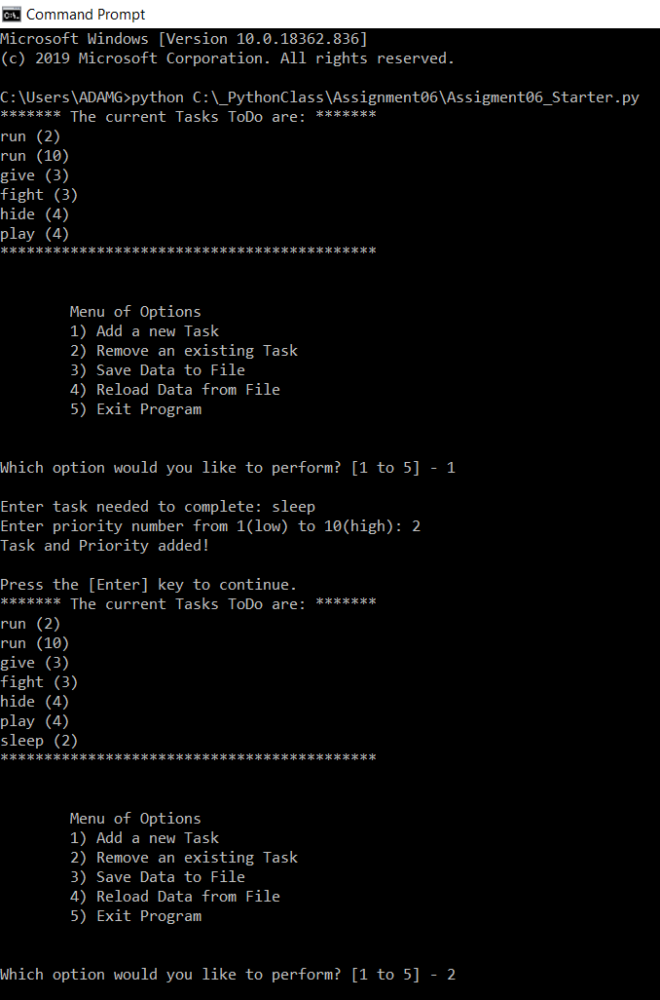 Command Prompt
Microsoft Windows [Version 10.0.18362.836]
(c) 2019 Microsoft Corporation. All rights reserved.
C:\Users\ADAMG>python C:\_PythonClass\Assignment06\Assigment06_Starter.py
******* The current Tasks ToDo are: *******
run (2)
run (10)
give (3)
fight (3)
hide (4)
play (4)
*******************************************
Menu of Options
1) Add a new Task
2) Remove an existing Task
3) Save Data to File
4) Reload Data from File
5) Exit Program
Which option would you like to perform? [1 to 5] - 1
Enter task needed to complete: sleep
Enter priority number from 1(low) to 10(high): 2
Task and Priority added!
Press the [Enter] key to continue.
******* The current Tasks ToDo are: *******
run (2)
run (10)
give (3)
fight (3)
hide (4)
play (4)
sleep (2)
*******************************************
Menu of Options
1) Add a new Task
2) Remove an existing Task
3) Save Data to File
4) Reload Data from File
5) Exit Program
Which option would you like to perform? [1 to 5] - 2